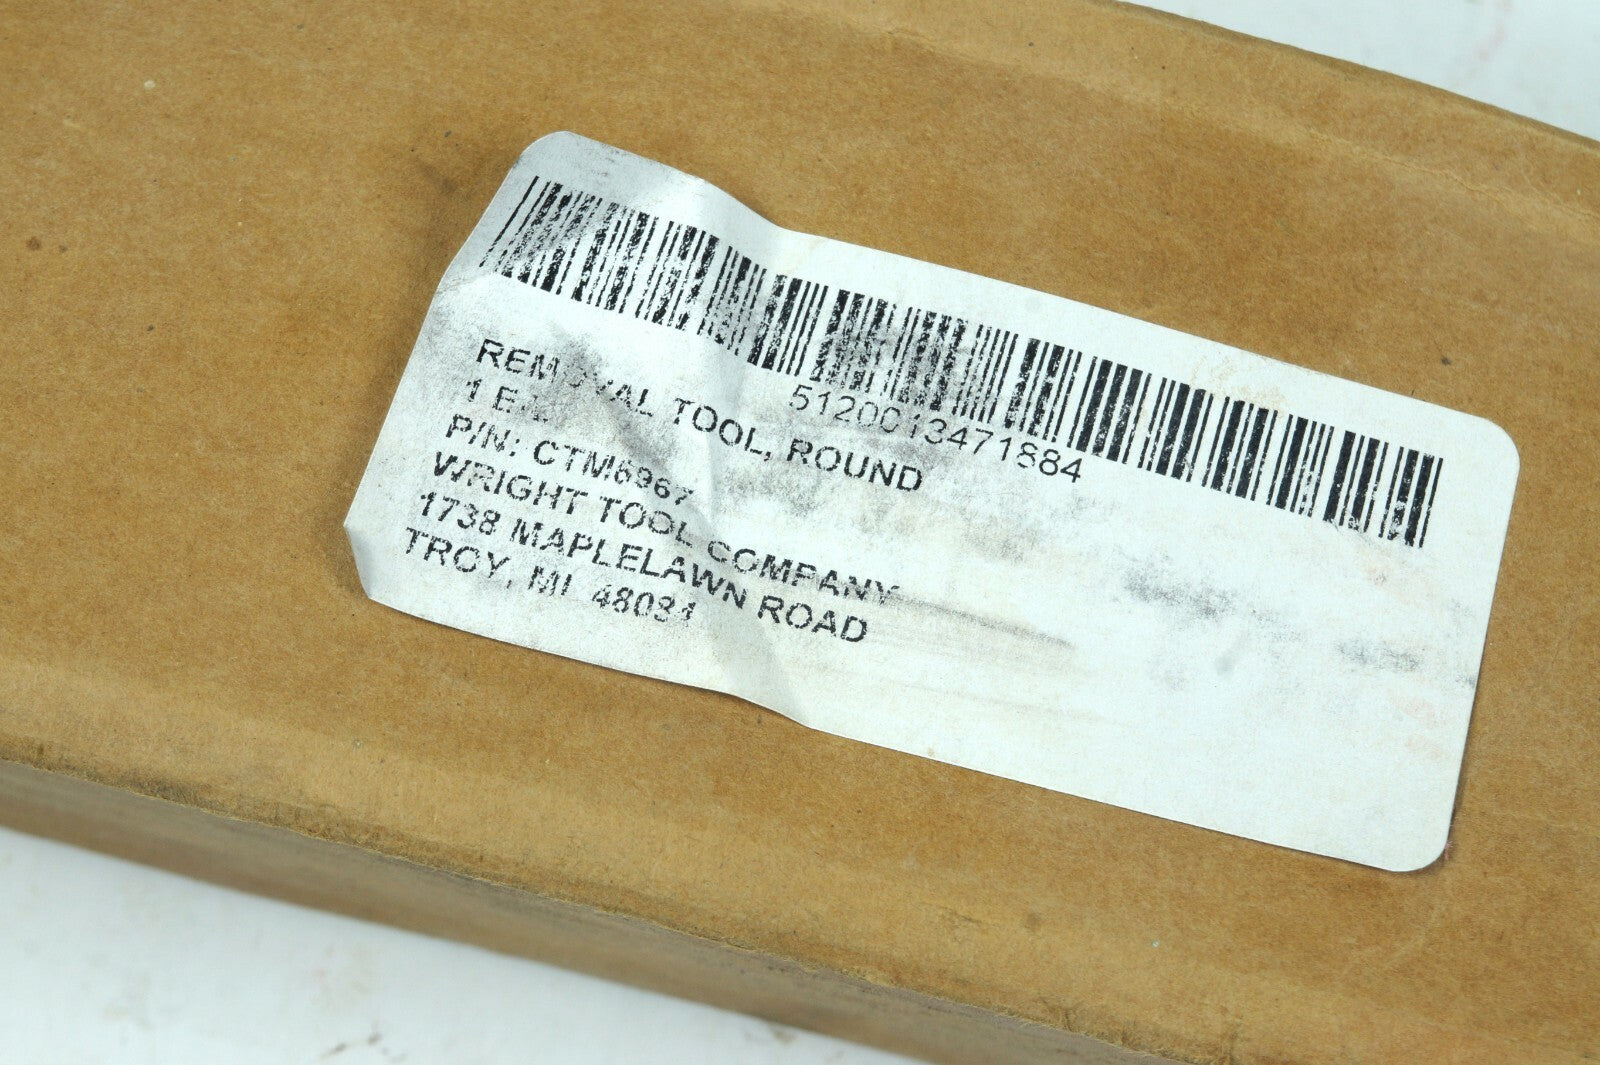 5120013471884
REMOVAL TOOL, ROUND
1 EA
P/N: CTM6967
WRIGHT TOOL COMPANY
1738 MAPLELAWN ROAD
TROY, MI 48084